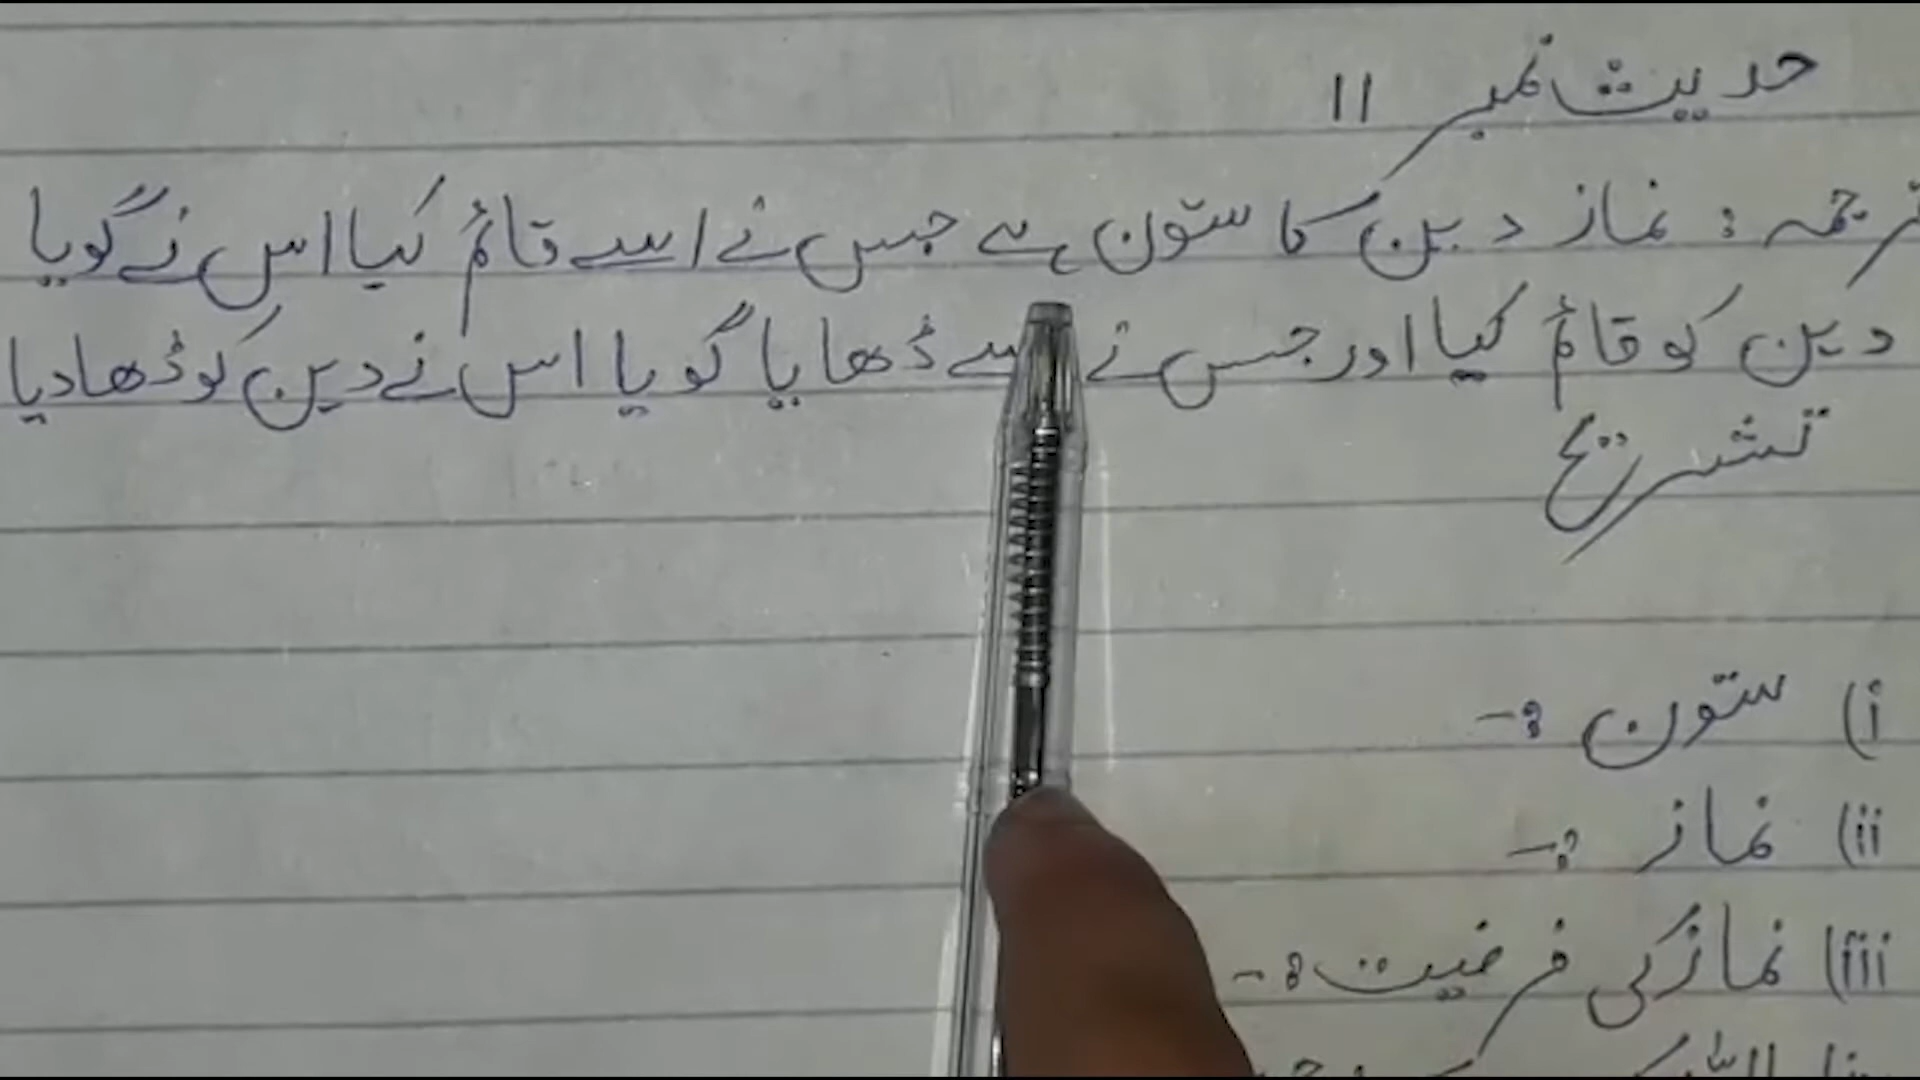 حدیث نمبر 11
ترجمہ : نماز دین کا ستون ہے جس نے اسے قائم کیا اس نے گویا
دین کو قائم کیا اور جس نے سے ڈھایا گویا اس نے دین کو ڈھا دیا
تشریح
i) ستون :-
ii) نماز :-
iii) نماز کی فرضیت :-